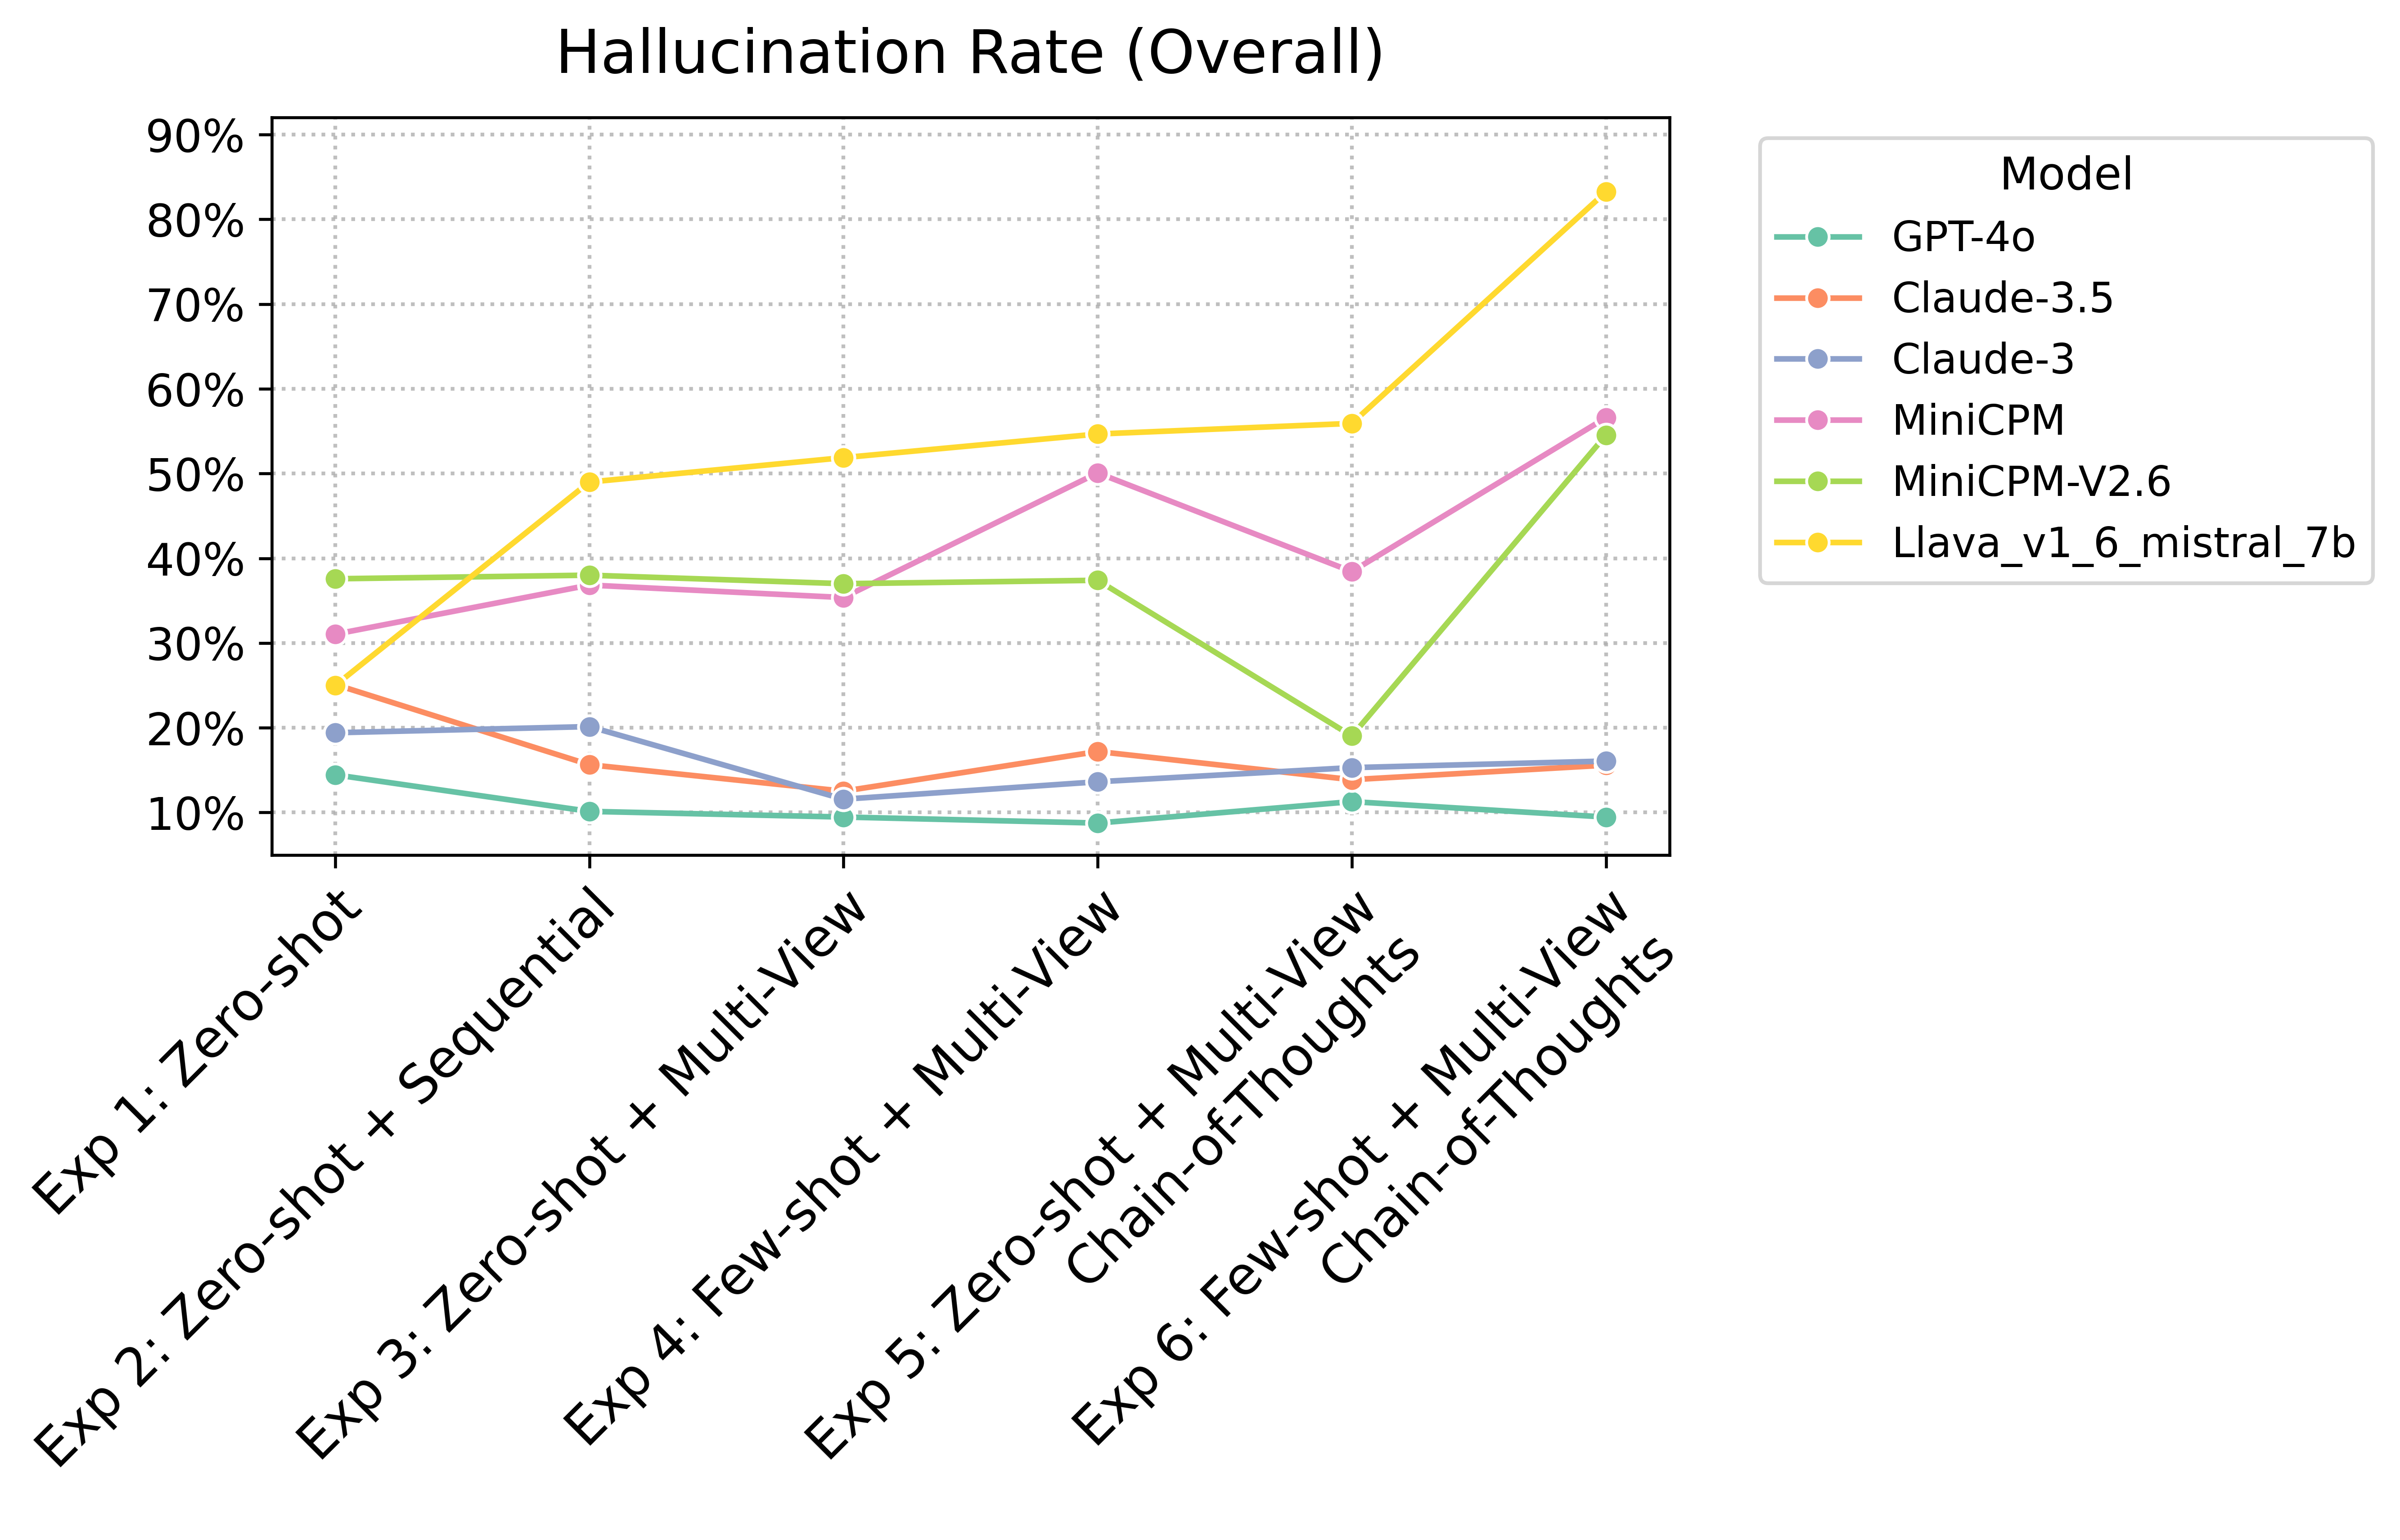 Hallucination Rate (Overall)
90%
80%
70%
60%
50%
40%
30%
20%
10%
Exp 1: Zero-shot
Exp 2: Zero-shot + Sequential
Exp 3: Zero-shot + Multi-View
Exp 4: Few-shot + Multi-View
Exp 5: Zero-shot + Multi-View
Chain-of-Thoughts
Exp 6: Few-shot + Multi-View
Chain-of-Thoughts
Model
GPT-4o
Claude-3.5
Claude-3
MiniCPM
MiniCPM-V2.6
Llava_v1_6_mistral_7b